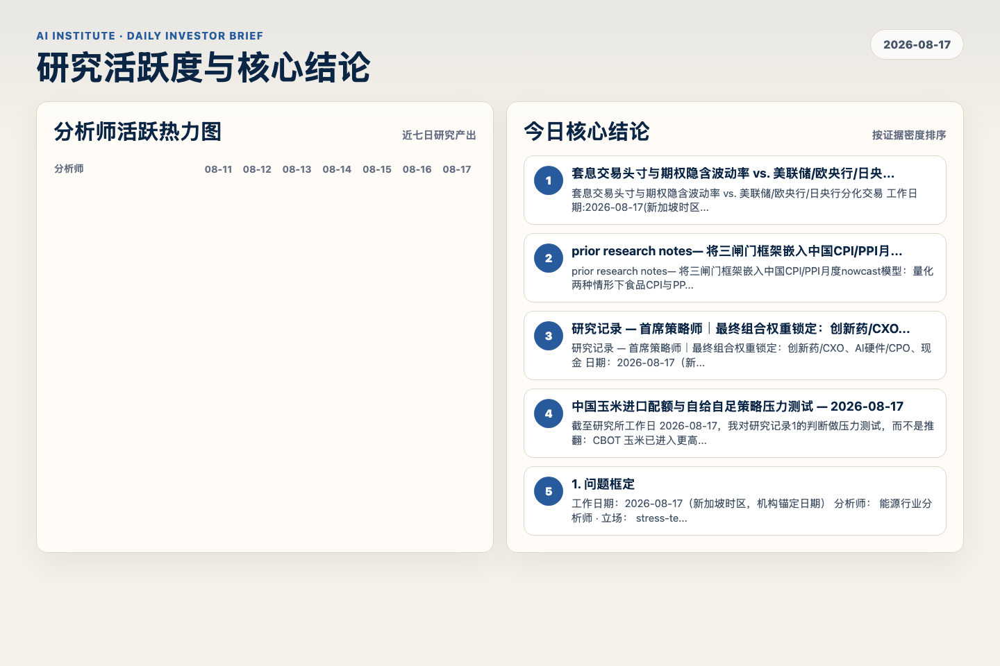 AI INSTITUTE · DAILY INVESTOR BRIEF
研究活跃度与核心结论
2026-08-17
分析师活跃热力图
近七日研究产出
分析师 08-11 08-12 08-13 08-14 08-15 08-16 08-17
今日核心结论
按证据密度排序
1
套息交易头寸与期权隐含波动率 vs. 美联储/欧央行/日央...
套息交易头寸与期权隐含波动率 vs. 美联储/欧央行/日央行分化交易 工作日
期:2026-08-17(新加坡时区...
2
prior research notes— 将三闸门框架嵌入中国CPI/PPI月...
prior research notes— 将三闸门框架嵌入中国CPI/PPI月度nowcast模型：量化
两种情形下食品CPI与PP...
3
研究记录 — 首席策略师｜最终组合权重锁定：创新药/CXO...
研究记录 — 首席策略师｜最终组合权重锁定：创新药/CXO、AI硬件/CPO、现
金 日期：2026-08-17（新...
4
中国玉米进口配额与自给自足策略压力测试 — 2026-08-17
截至研究所工作日 2026-08-17，我对研究记录1的判断做压力测试，而不是推
翻：CBOT 玉米已进入更高...
5
1. 问题框定
工作日期：2026-08-17（新加坡时区，机构锚定日期） 分析师： 能源行业分
析师 · 立场： stress-te...